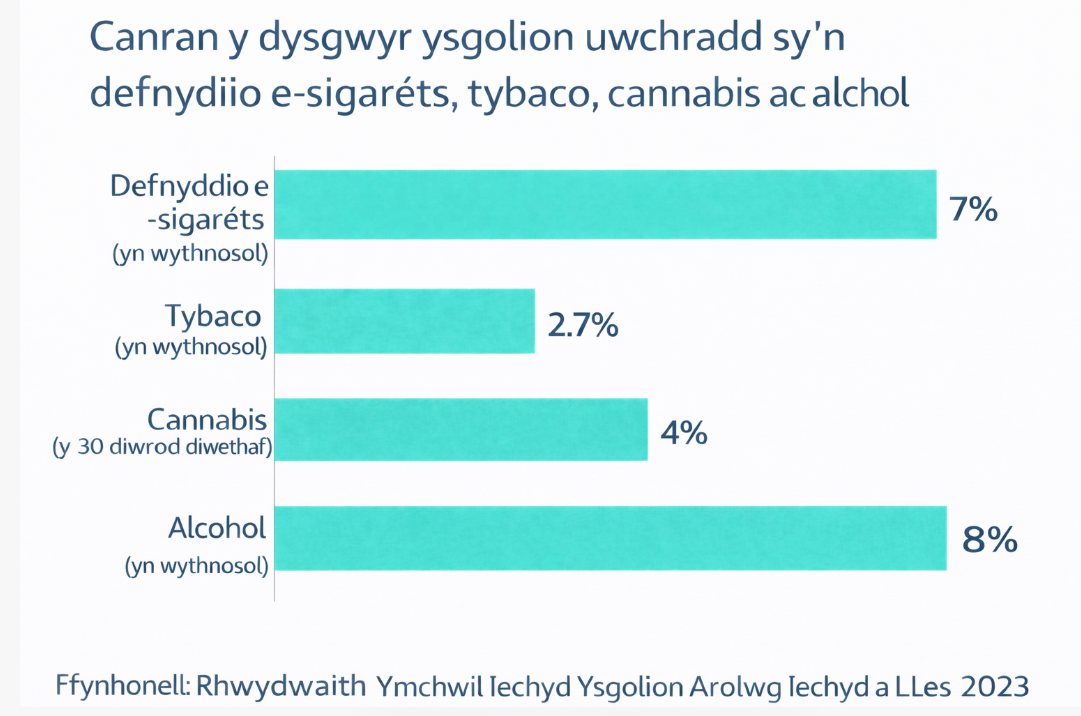 Canran y dysgwyr ysgolion uwchradd sy'n
defnydiio e-sigaréts, tybaco, cannabis ac alchol
Defnyddio e
-sigaréts
(yn wythnosol)
7%
Tybaco
(yn wythnosol)
2.7%
Cannabis
(y 30 diwrod diwethaf)
4%
Alcohol
(yn wythnosol)
8%
Ffynhonell: Rhwydwaith Ymchwil Iechyd Ysgolion Arolwg Iechyd a LLes 2023